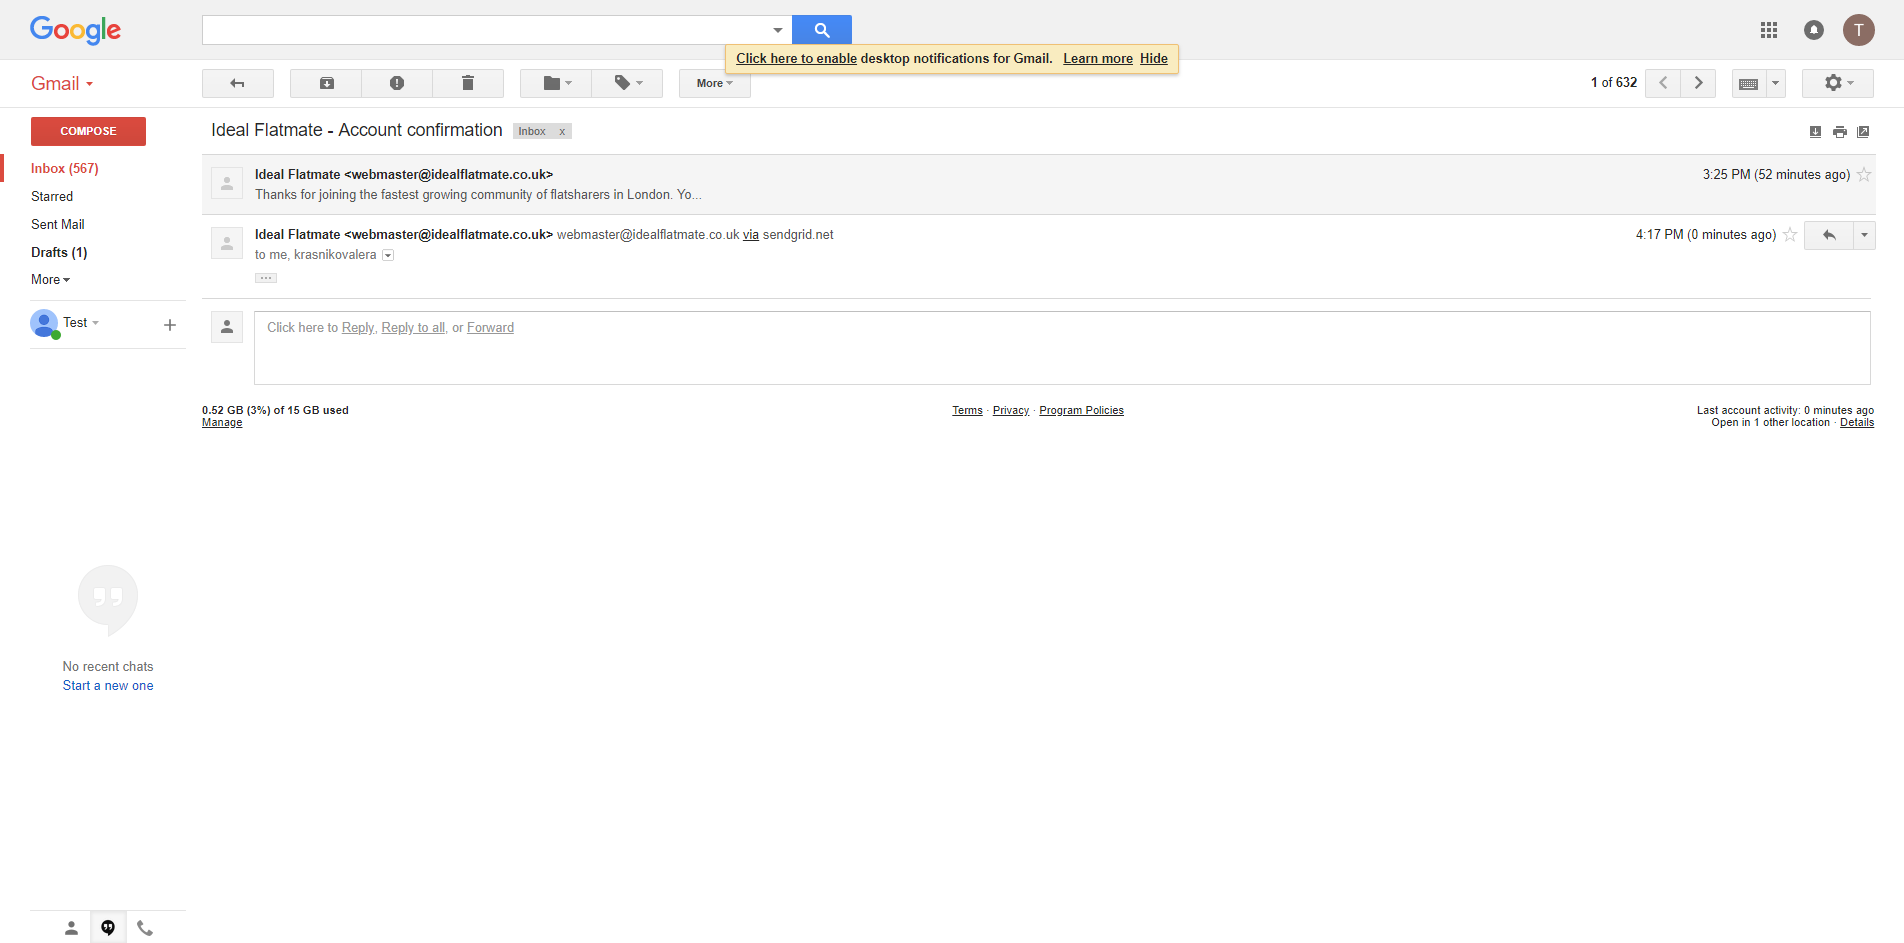 Google
Click here to enable desktop notifications for Gmail. Learn more Hide
T
Gmail
More
1 of 632
COMPOSE
Ideal Flatmate - Account confirmation Inbox x
Inbox (567)
Starred
Sent Mail
Drafts (1)
More
Test
Ideal Flatmate <webmaster@idealflatmate.co.uk> 3:25 PM (52 minutes ago)
Thanks for joining the fastest growing community of flatsharers in London. Yo...
Ideal Flatmate <webmaster@idealflatmate.co.uk> webmaster@idealflatmate.co.uk via sendgrid.net 4:17 PM (0 minutes ago)
to me, krasnikovalera
Click here to Reply, Reply to all, or Forward
0.52 GB (3%) of 15 GB used
Manage
Terms · Privacy · Program Policies
Last account activity: 0 minutes ago
Open in 1 other location · Details
No recent chats
Start a new one